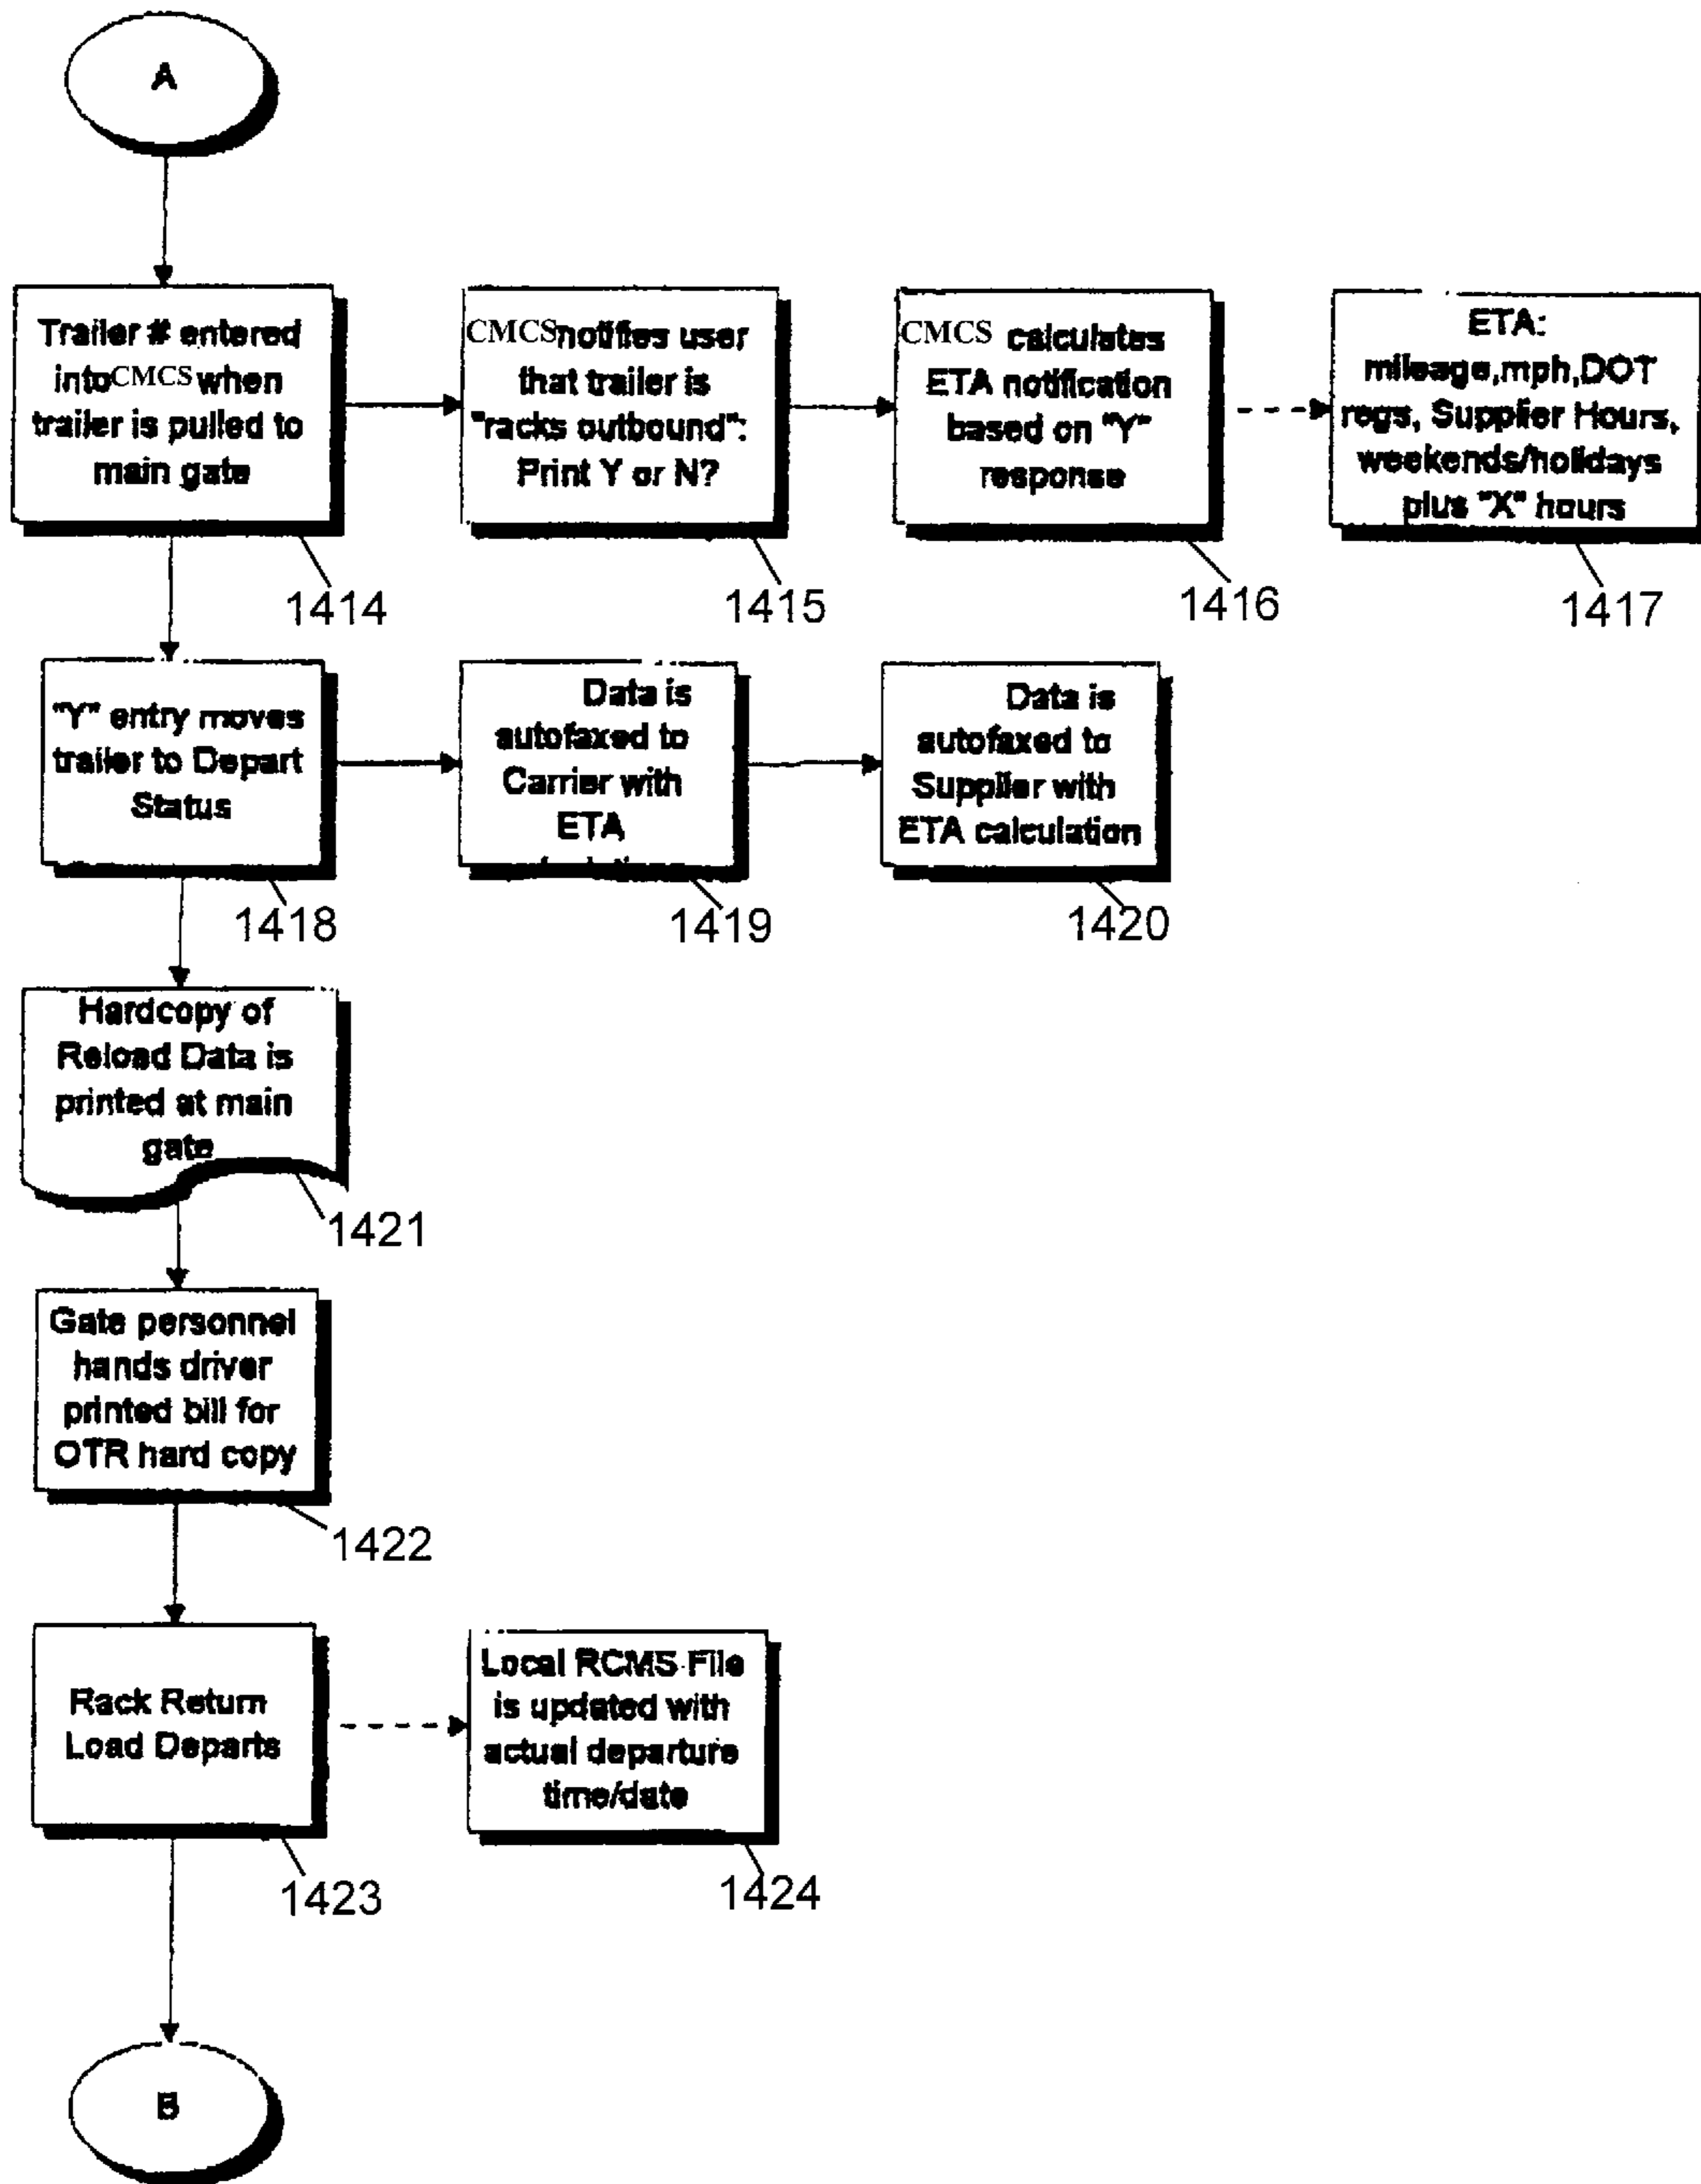 A
Trailer # entered
into CMCS when
trailer is pulled to
main gate
1414
CMCS notifies user
that trailer is
"racks outbound":
Print Y or N?
1415
CMCS calculates
ETA notification
based on "Y"
response
1416
ETA:
mileage,mph,DOT
regs, Supplier Hours,
weekends/holidays
plus "X" hours
1417
"Y" entry moves
trailer to Depart
Status
1418
Data is
autofaxed to
Carrier with
ETA
1419
Data is
autofaxed to
Supplier with
ETA calculation
1420
Hardcopy of
Reload Data is
printed at main
gate
1421
Gate personnel
hands driver
printed bill for
OTR hard copy
1422
Rack Return
Load Departs
1423
Local RCMS File
is updated with
actual departure
time/date
1424
B